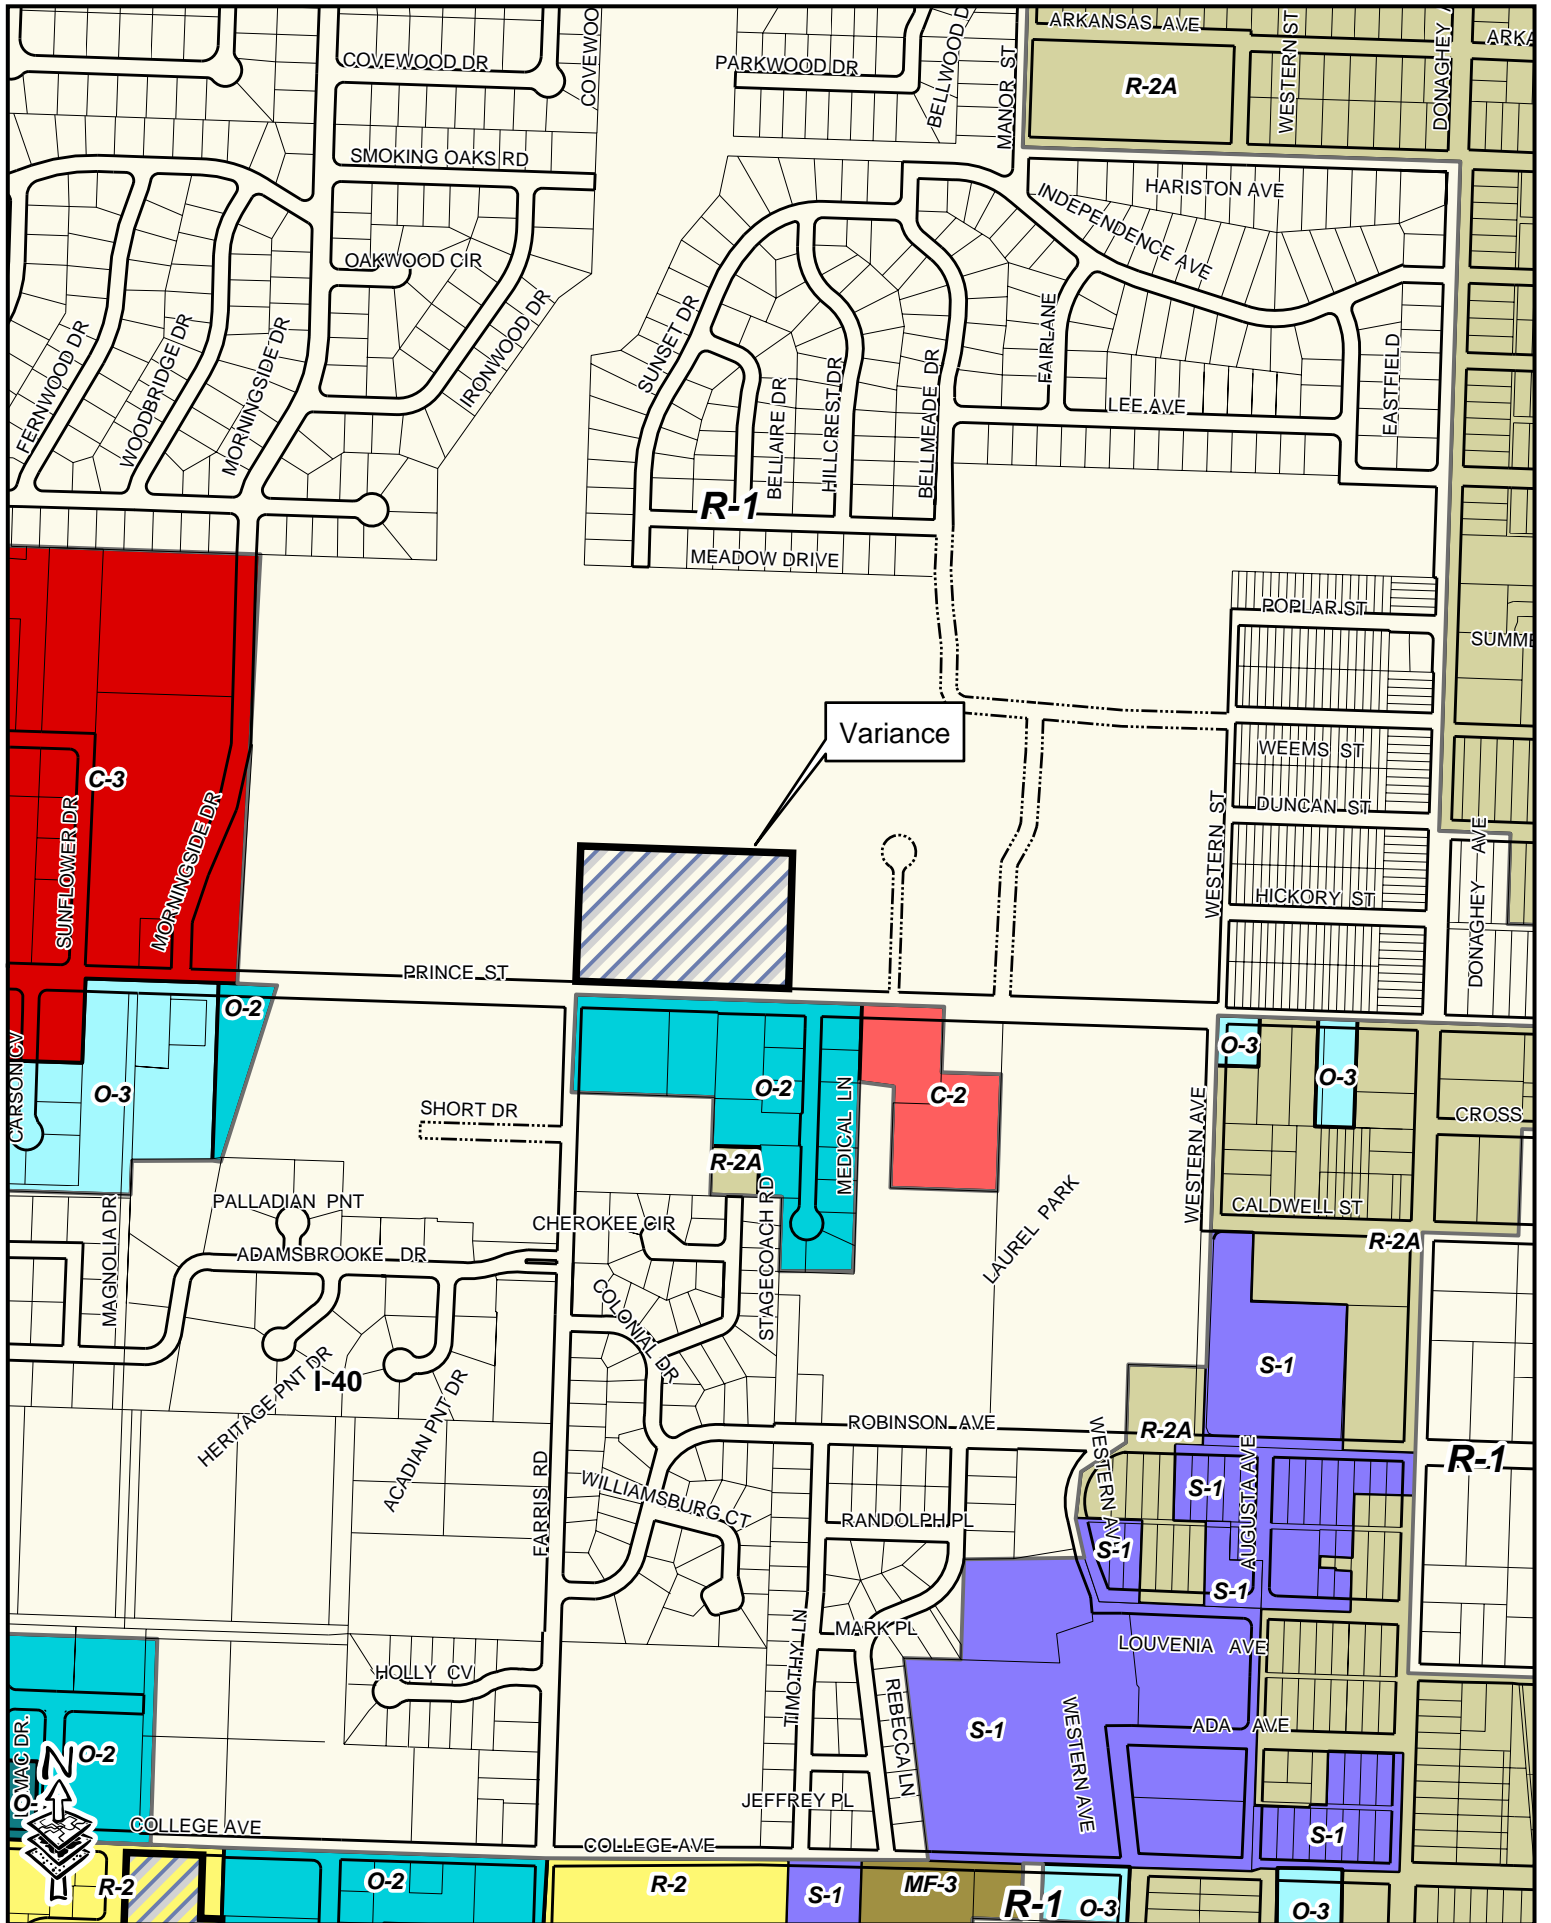 ARKANSAS AVE
WESTERN ST
DONAGHEY
COVEWOOD DR
PARKWOOD DR
MANOR ST
R-2A
SMOKING OAKS RD
HARISTON AVE
INDEPENDENCE AVE
OAKWOOD CIR
FERNWOOD DR
WOODBRIDGE DR
MORNINGSIDE DR
IRONWOOD DR
SUNSET DR
BELLAIRE DR
HILLCREST DR
BELLMEADE DR
FAIRLANE
LEE AVE
EASTFIELD
R-1
MEADOW DRIVE
POPLAR ST
Variance
WEEMS ST
C-3
SUNFLOWER DR
MORNINGSIDE DR
WESTERN ST
DUNCAN ST
HICKORY ST
DONAGHEY AVE
PRINCE ST
O-2
CARSON CV
O-3
O-2
MEDICAL LN
C-2
O-3
O-3
CROSS
SHORT DR
R-2A
STAGECOACH RD
LAUREL PARK
WESTERN AVE
CALDWELL ST
R-2A
MAGNOLIA DR
PALLADIAN PNT
ADAMSBROOKE DR
CHEROKEE CIR
COLONIAL DR
HERITAGE PNT DR
I-40
ACADIAN PNT DR
FARRIS RD
S-1
ROBINSON AVE
R-2A
WESTERN AVE
S-1
AUGUSTA AVE
R-1
WILLIAMSBURG CT
RANDOLPH PL
S-1
S-1
MARK PL
LOUVENIA AVE
HOLLY CV
TIMOTHY LN
REBECCA LN
S-1
WESTERN AVE
ADA AVE
O-2
N
JEFFREY PL
S-1
COLLEGE AVE
COLLEGE AVE
R-2
O-2
R-2
S-1
MF-3
R-1
O-3
O-3